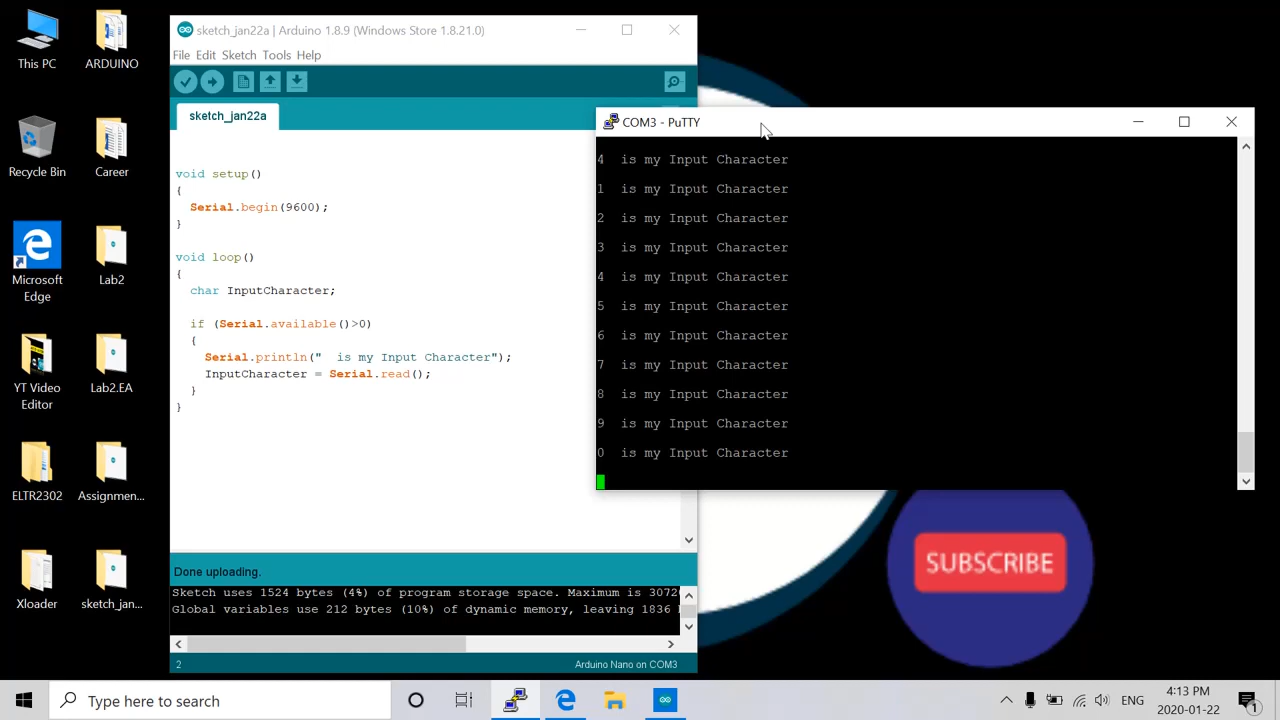 This PC
ARDUINO
Recycle Bin
Career
Microsoft
Edge
Lab2
YT Video
Editor
Lab2.EA
ELTR2302
Assignmen...
Xloader
sketch_jan...
sketch_jan22a | Arduino 1.8.9 (Windows Store 1.8.21.0)
File Edit Sketch Tools Help
sketch_jan22a
void setup()
{
Serial.begin(9600);
}
void loop()
{
char InputCharacter;
if (Serial.available()>0)
{
Serial.println("  is my Input Character");
InputCharacter = Serial.read();
}
}
Done uploading.
Sketch uses 1524 bytes (4%) of program storage space. Maximum is 3072
Global variables use 212 bytes (10%) of dynamic memory, leaving 1836
2
Arduino Nano on COM3
COM3 - PuTTY
4  is my Input Character
1  is my Input Character
2  is my Input Character
3  is my Input Character
4  is my Input Character
5  is my Input Character
6  is my Input Character
7  is my Input Character
8  is my Input Character
9  is my Input Character
0  is my Input Character
SUBSCRIBE
Type here to search
ENG
4:13 PM
2020-01-22
1